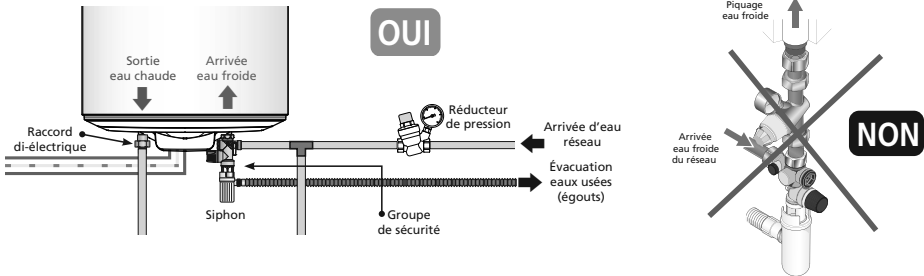 OUI
Sortie
eau chaude
Arrivée
eau froide
Raccord
di-électrique
Siphon
Groupe
de sécurité
Réducteur
de pression
Arrivée d'eau
réseau
Évacuation
eaux usées
(égouts)
Piquage
eau froide
Arrivée
eau froide
du réseau
NON